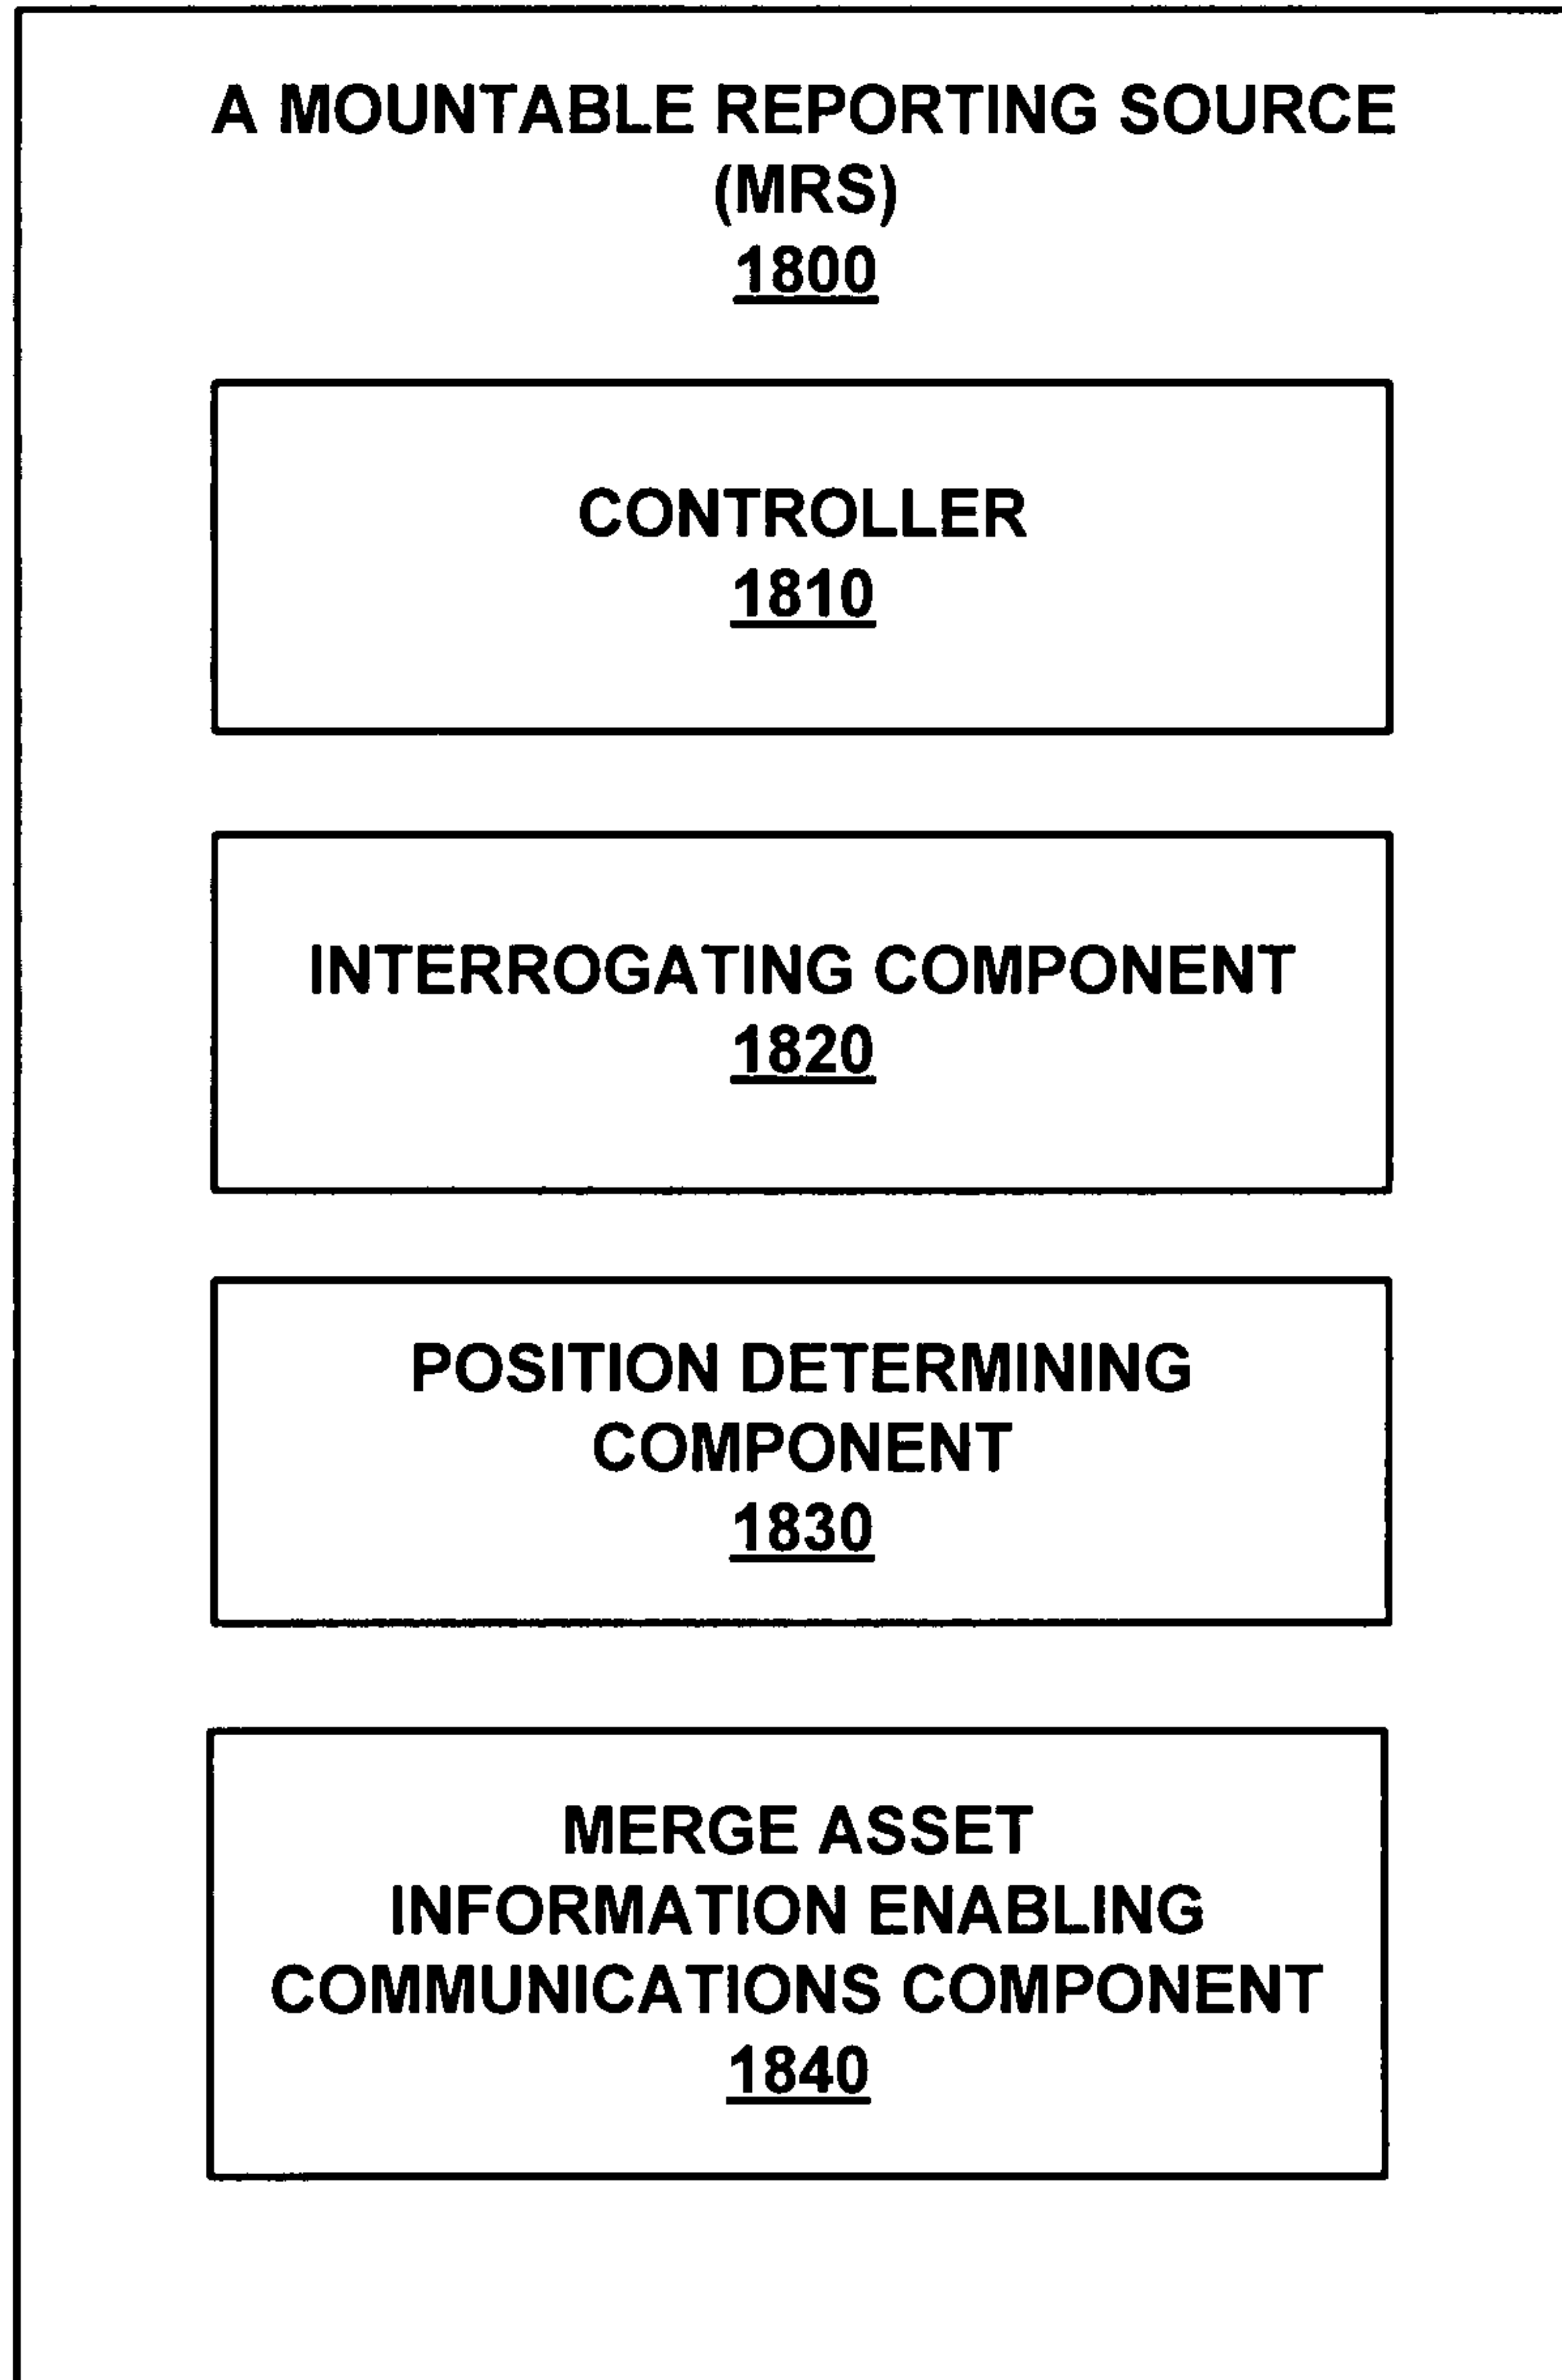 A MOUNTABLE REPORTING SOURCE
(MRS)
1800
CONTROLLER
1810
INTERROGATING COMPONENT
1820
POSITION DETERMINING
COMPONENT
1830
MERGE ASSET
INFORMATION ENABLING
COMMUNICATIONS COMPONENT
1840